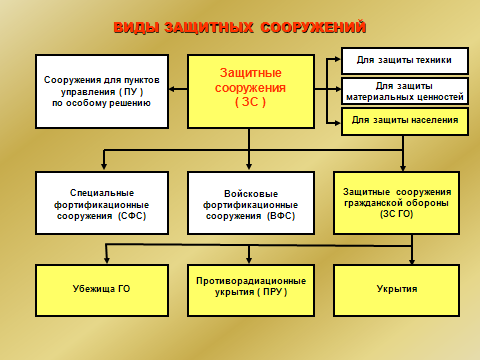 ВИДЫ ЗАЩИТНЫХ СООРУЖЕНИЙ
Сооружения для пунктов
управления ( ПУ )
по особому решению
Защитные
сооружения
( ЗС )
Для защиты техники
Для защиты
материальных ценностей
Для защиты населения
Специальные
фортификационные
сооружения (СФС)
Войсковые
фортификационные
сооружения (ВФС)
Защитные сооружения
гражданской обороны
(ЗС ГО)
Убежища ГО
Противорадиационные
укрытия ( ПРУ )
Укрытия